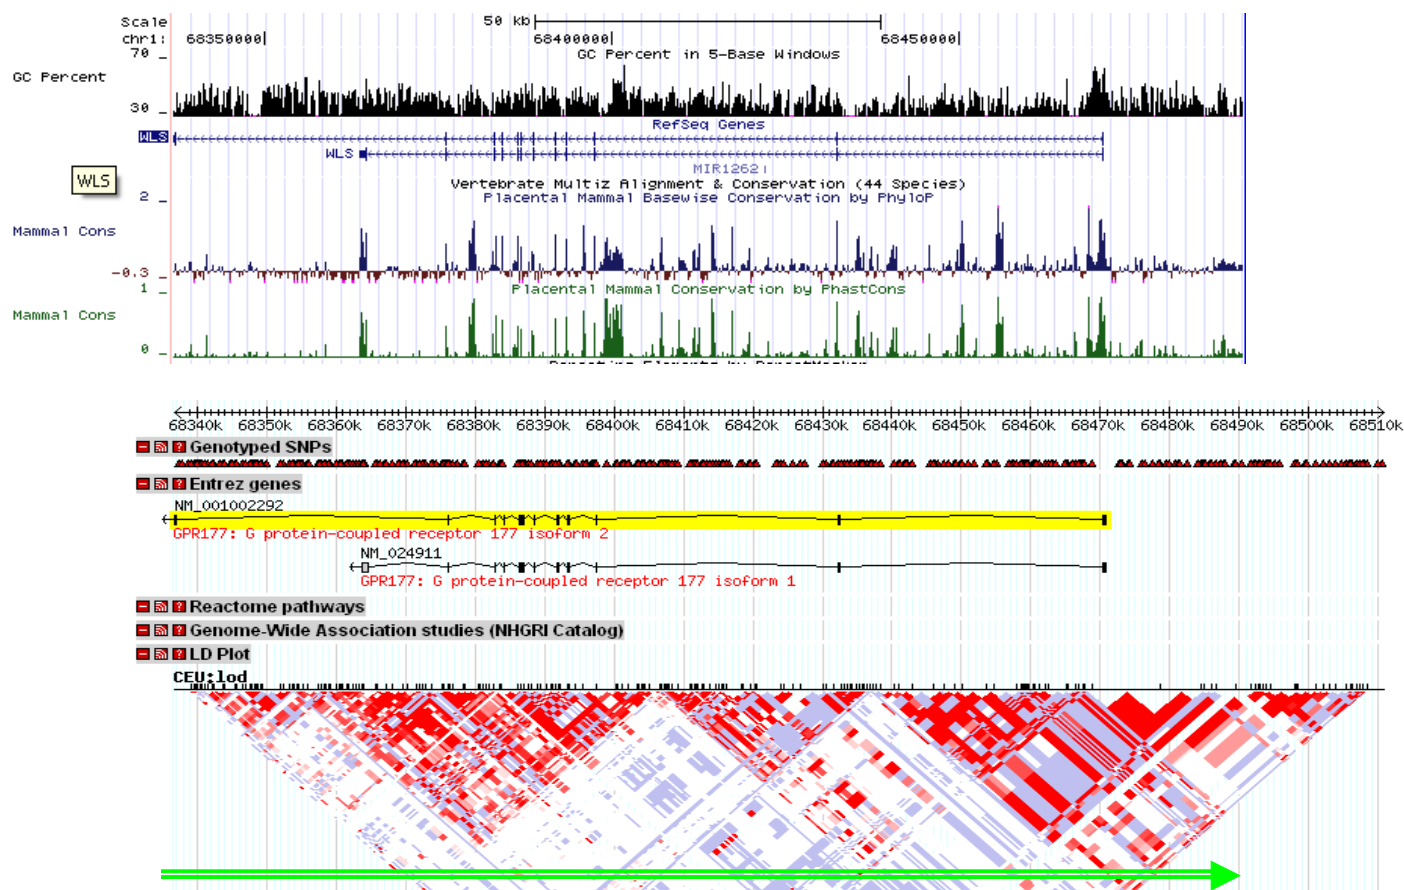 Scale 50 kb
chr1: 68350000 68400000 68450000
70 _ GC Percent in 5-Base Windows
GC Percent
30 _
RefSeq Genes
WLS
WLS
MIR1262
WLS
Vertebrate Multiz Alignment & Conservation (44 Species)
2 _ Placental Mammal Basewise Conservation by PhyloP
Mammal Cons
-0.3 _
1 _ Placental Mammal Conservation by PhastCons
Mammal Cons
0 _
Repeating Elements by RepeatMasker
68340k 68350k 68360k 68370k 68380k 68390k 68400k 68410k 68420k 68430k 68440k 68450k 68460k 68470k 68480k 68490k 68500k 68510k
Genotyped SNPs
Entrez genes
NM_001002292
GPR177: G protein-coupled receptor 177 isoform 2
NM_024911
GPR177: G protein-coupled receptor 177 isoform 1
Reactome pathways
Genome-Wide Association studies (NHGRI Catalog)
LD Plot
CEU:lod